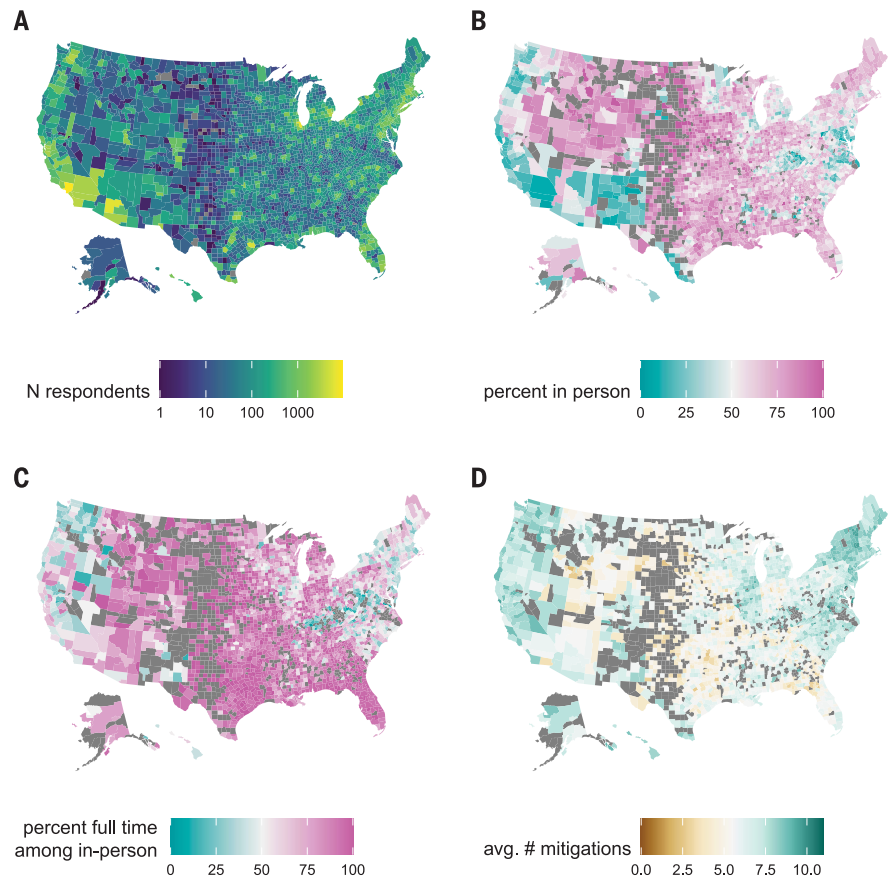 A
B
N respondents
1 10 100 1000
percent in person
0 25 50 75 100
C
D
percent full time
among in-person
0 25 50 75 100
avg. # mitigations
0.0 2.5 5.0 7.5 10.0